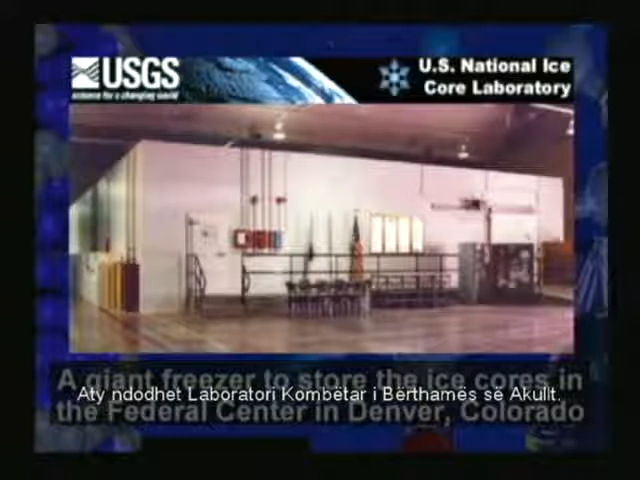 USGS
science for a changing world
U.S. National Ice
Core Laboratory
A giant freezer to store the ice cores in
Aty ndodhet Laboratori Kombëtar i Bërthamës së Akullt.
the Federal Center in Denver, Colorado